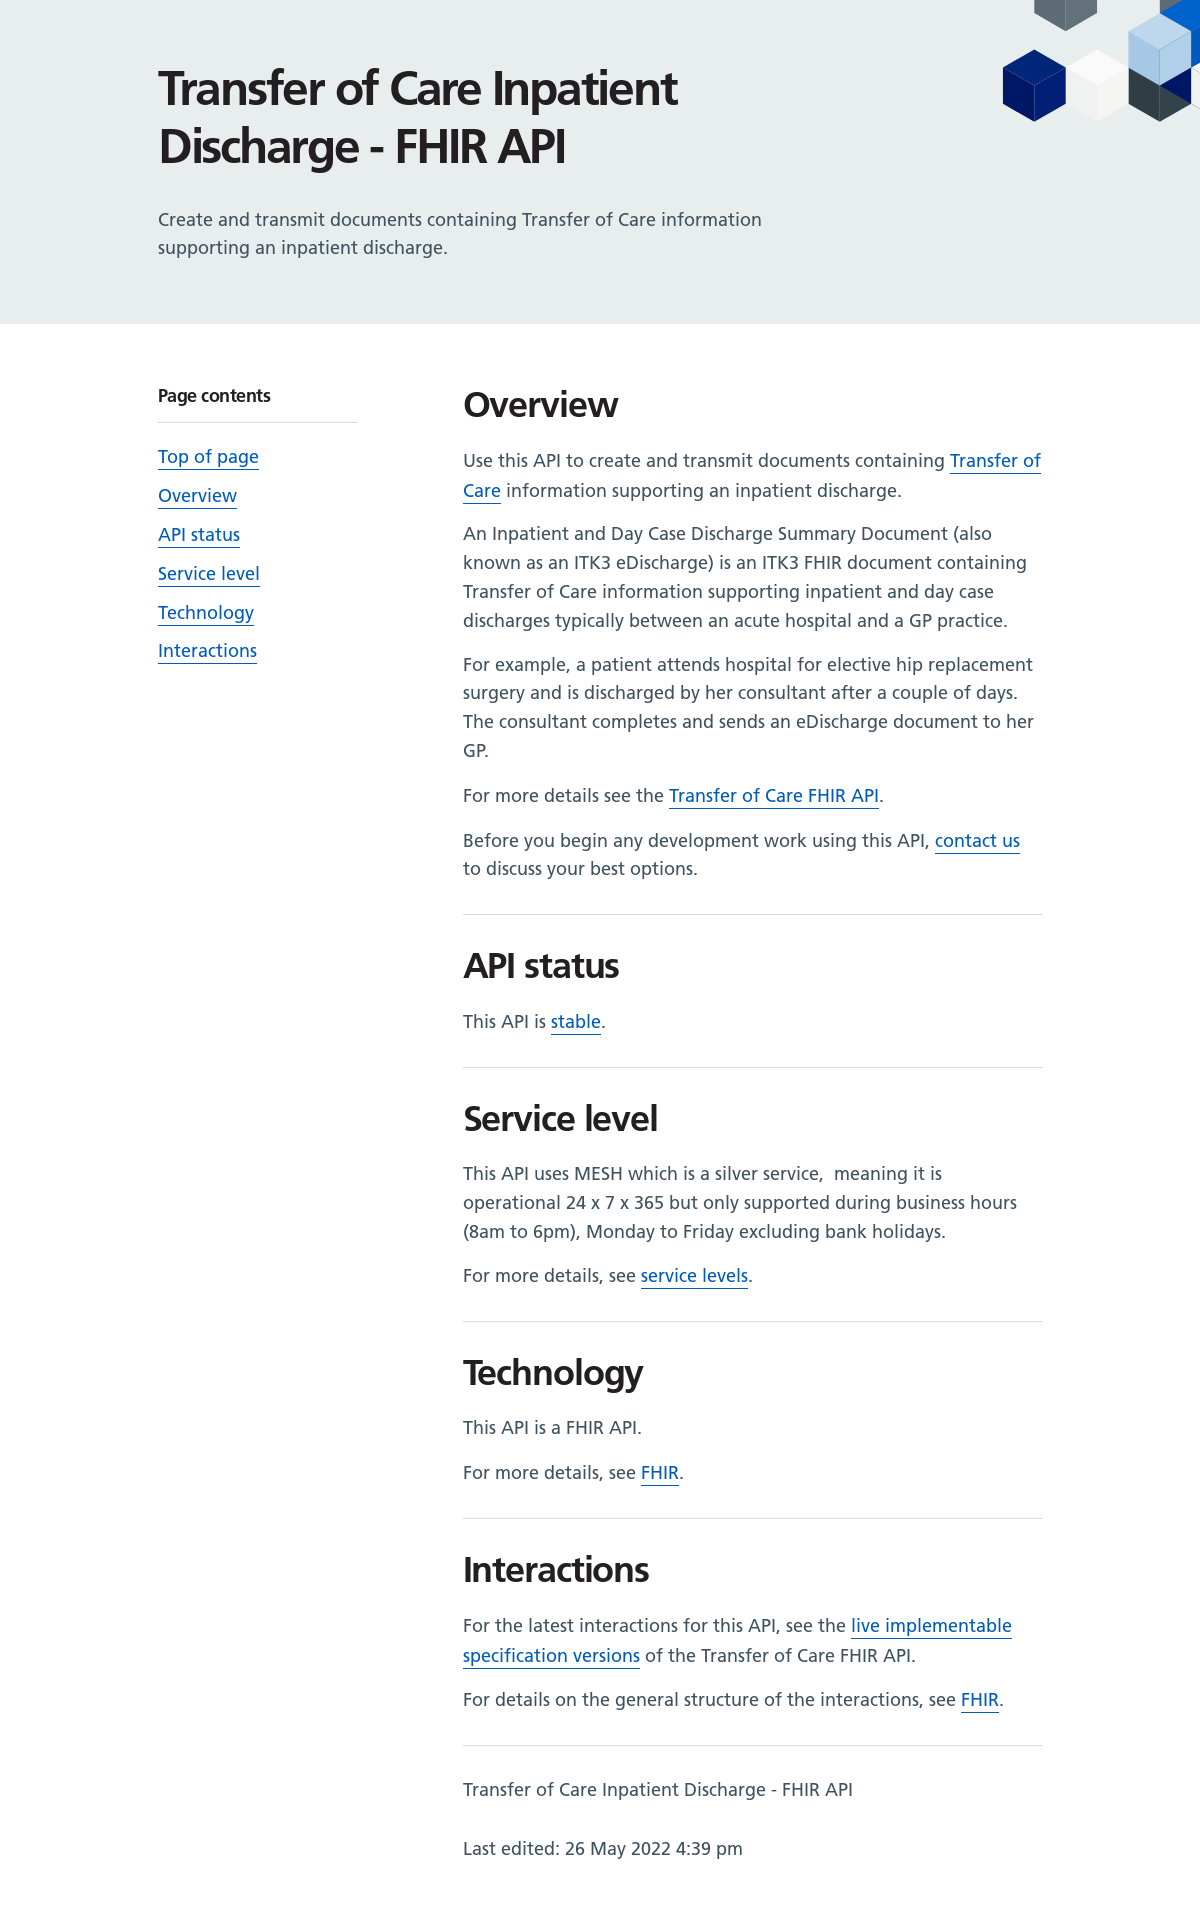 Transfer of Care Inpatient
Discharge - FHIR API
Create and transmit documents containing Transfer of Care information
supporting an inpatient discharge.
Page contents
Top of page
Overview
API status
Service level
Technology
Interactions
Overview
Use this API to create and transmit documents containing Transfer of
Care information supporting an inpatient discharge.
An Inpatient and Day Case Discharge Summary Document (also
known as an ITK3 eDischarge) is an ITK3 FHIR document containing
Transfer of Care information supporting inpatient and day case
discharges typically between an acute hospital and a GP practice.
For example, a patient attends hospital for elective hip replacement
surgery and is discharged by her consultant after a couple of days.
The consultant completes and sends an eDischarge document to her
GP.
For more details see the Transfer of Care FHIR API.
Before you begin any development work using this API, contact us
to discuss your best options.
API status
This API is stable.
Service level
This API uses MESH which is a silver service,  meaning it is
operational 24 x 7 x 365 but only supported during business hours
(8am to 6pm), Monday to Friday excluding bank holidays.
For more details, see service levels.
Technology
This API is a FHIR API.
For more details, see FHIR.
Interactions
For the latest interactions for this API, see the live implementable
specification versions of the Transfer of Care FHIR API.
For details on the general structure of the interactions, see FHIR.
Transfer of Care Inpatient Discharge - FHIR API
Last edited: 26 May 2022 4:39 pm